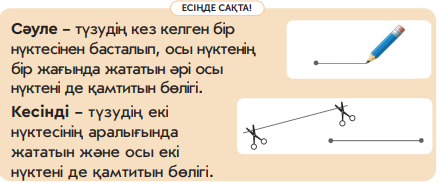 ЕСІҢДЕ САҚТА!
Сәуле – түзудің кез келген бір
нүктесінен басталып, осы нүктенің
бір жағында жататын әрі осы
нүктені де қамтитын бөлігі.
Кесінді – түзудің екі
нүктесінің аралығында
жататын және осы екі
нүктені де қамтитын бөлігі.